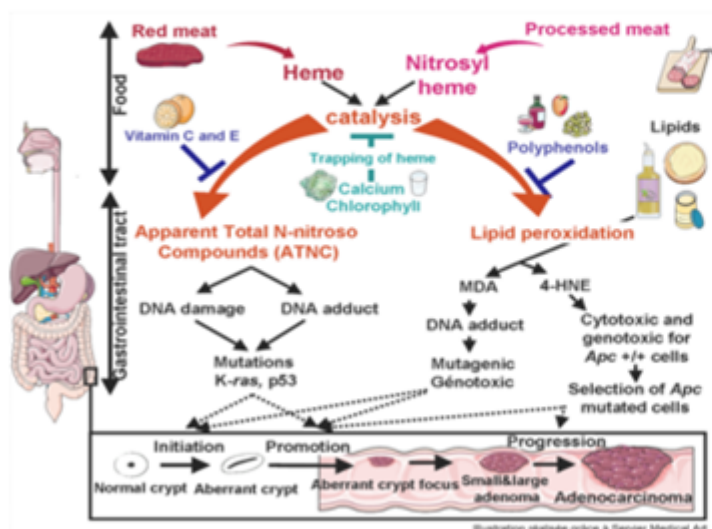 Red meat
Processed meat
Heme
Nitrosyl
heme
Food
catalysis
Vitamin C and E
Trapping of heme
Calcium
Chlorophyll
Polyphenols
Lipids
Gastrointestinal tract
Apparent Total N-nitroso
Compounds (ATNC)
Lipid peroxidation
DNA damage
DNA adduct
MDA
4-HNE
DNA adduct
Cytotoxic and
genotoxic for
Apc +/+ cells
Mutations
K-ras, p53
Mutagenic
Génotoxic
Selection of Apc
mutated cells
Initiation
Promotion
Progression
Normal crypt
Aberrant crypt
Aberrant crypt focus
Small&large
adenoma
Adenocarcinoma